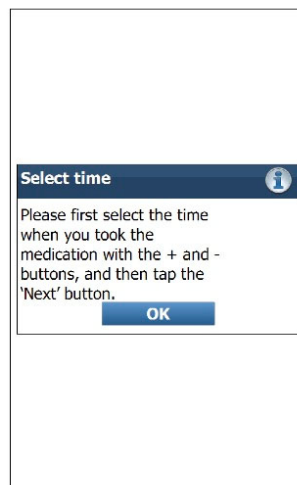 Select time
Please first select the time
when you took the
medication with the + and -
buttons, and then tap the
‘Next’ button.
OK